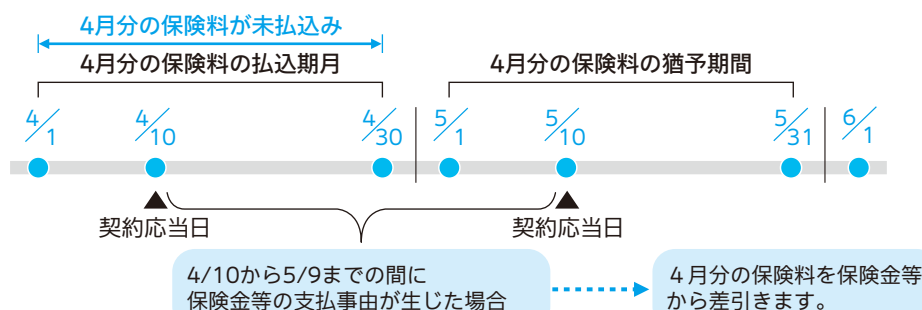 4月分の保険料が未払込み
4月分の保険料の払込期月
4月分の保険料の猶予期間
4/1
4/10
4/30
5/1
5/10
5/31
6/1
契約応当日
契約応当日
4/10から5/9までの間に
保険金等の支払事由が生じた場合
4月分の保険料を保険金等
から差引きます。